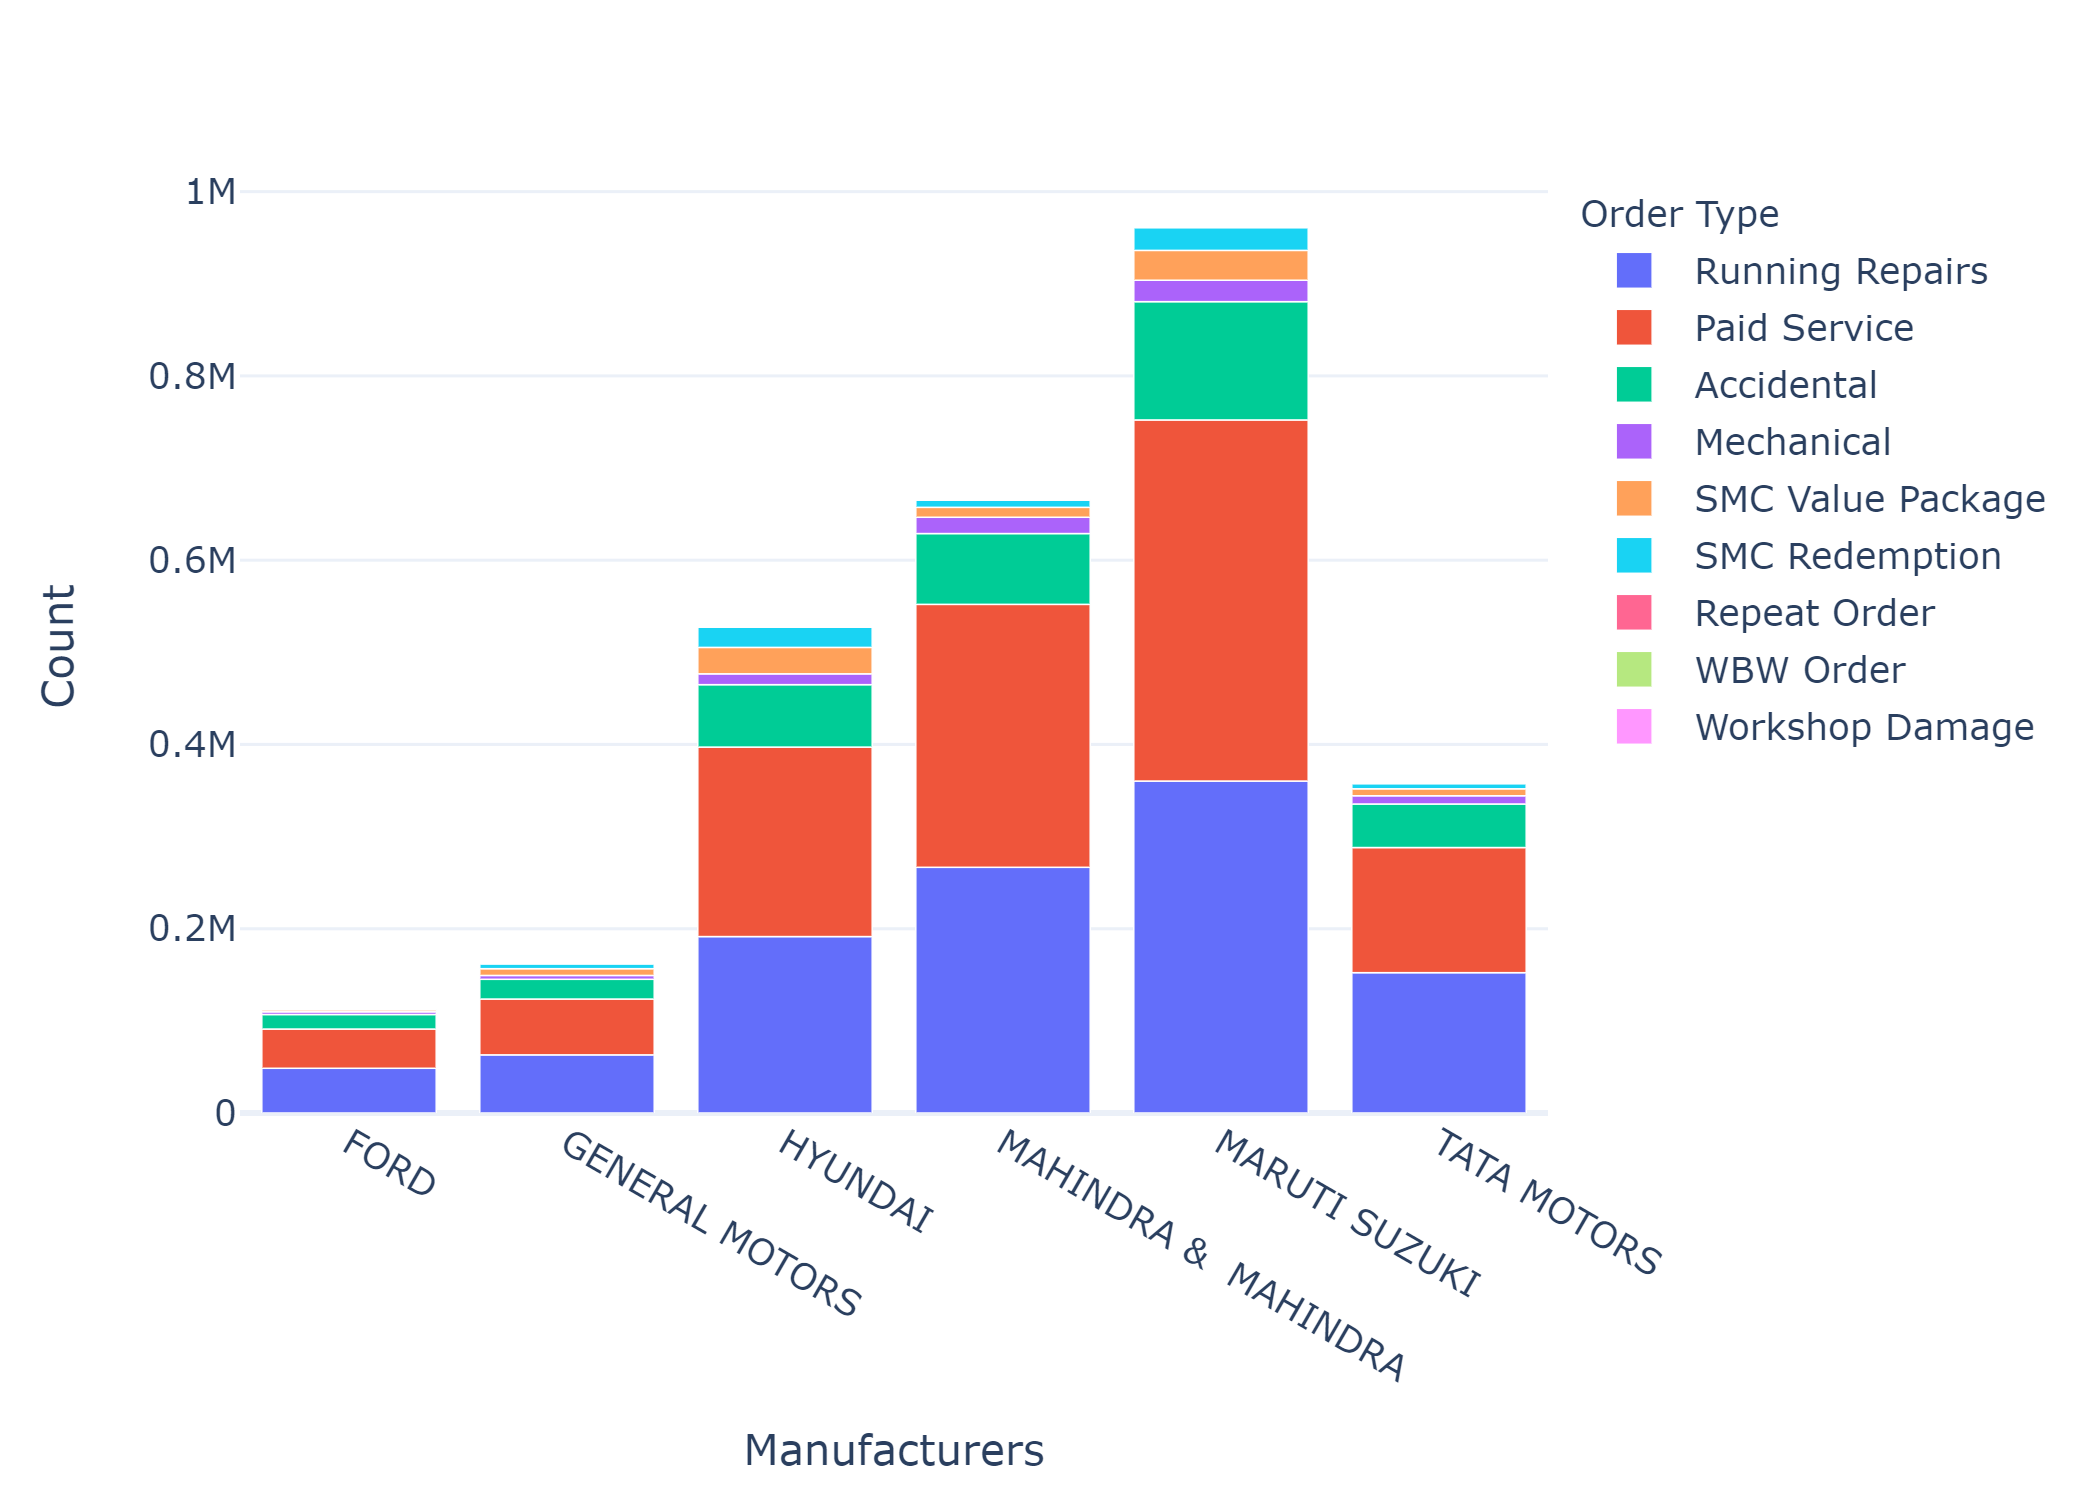 1M
0.8M
0.6M
0.4M
0.2M
0
Count
FORD
GENERAL MOTORS
HYUNDAI
MAHINDRA &  MAHINDRA
MARUTI SUZUKI
TATA MOTORS
Manufacturers
Order Type
Running Repairs
Paid Service
Accidental
Mechanical
SMC Value Package
SMC Redemption
Repeat Order
WBW Order
Workshop Damage